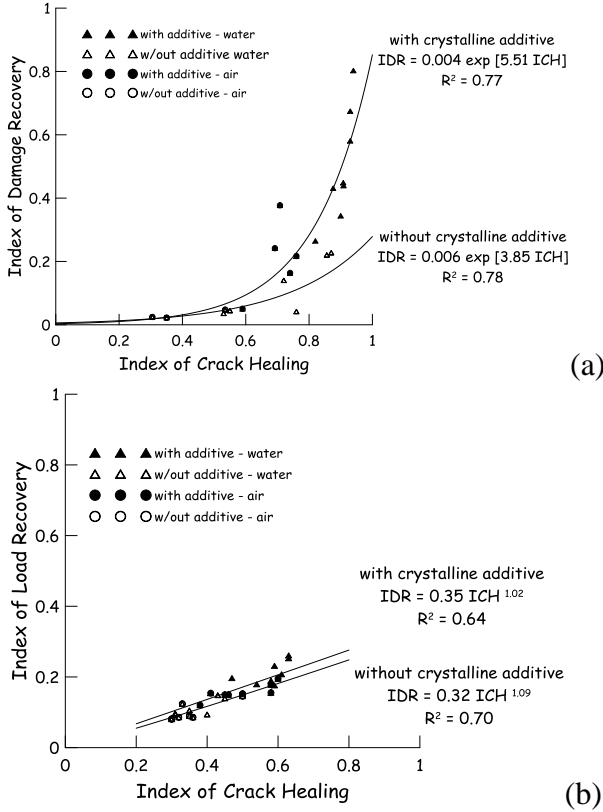 1
0.8
0.6
0.4
0.2
0
Index of Damage Recovery
with additive - water
w/out additive water
with additive - air
w/out additive - air
with crystalline additive
IDR = 0.004 exp [5.51 ICH]
R² = 0.77
without crystalline additive
IDR = 0.006 exp [3.85 ICH]
R² = 0.78
0 0.2 0.4 0.6 0.8 1
Index of Crack Healing
(a)
1
0.8
0.6
0.4
0.2
0
Index of Load Recovery
with additive - water
w/out additive - water
with additive - air
w/out additive - air
with crystalline additive
IDR = 0.35 ICH 1.02
R² = 0.64
without crystalline additive
IDR = 0.32 ICH 1.09
R² = 0.70
0 0.2 0.4 0.6 0.8 1
Index of Crack Healing
(b)